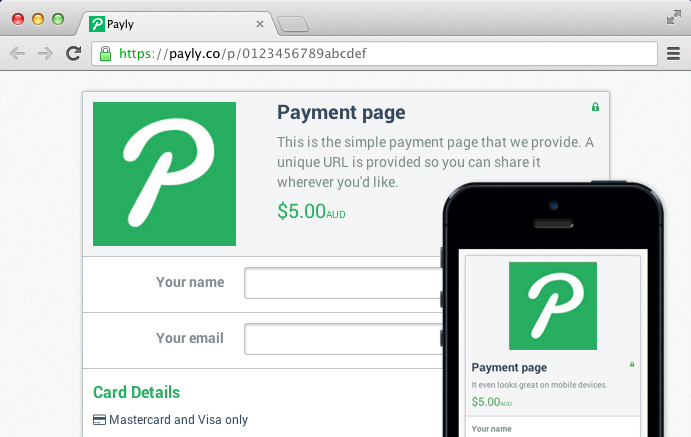 Payly
https://payly.co/p/0123456789abcdef
Payment page
This is the simple payment page that we provide. A
unique URL is provided so you can share it
wherever you'd like.
$5.00AUD
Your name
Your email
Card Details
Mastercard and Visa only
Payment page
It even looks great on mobile devices.
$5.00AUD
Your name